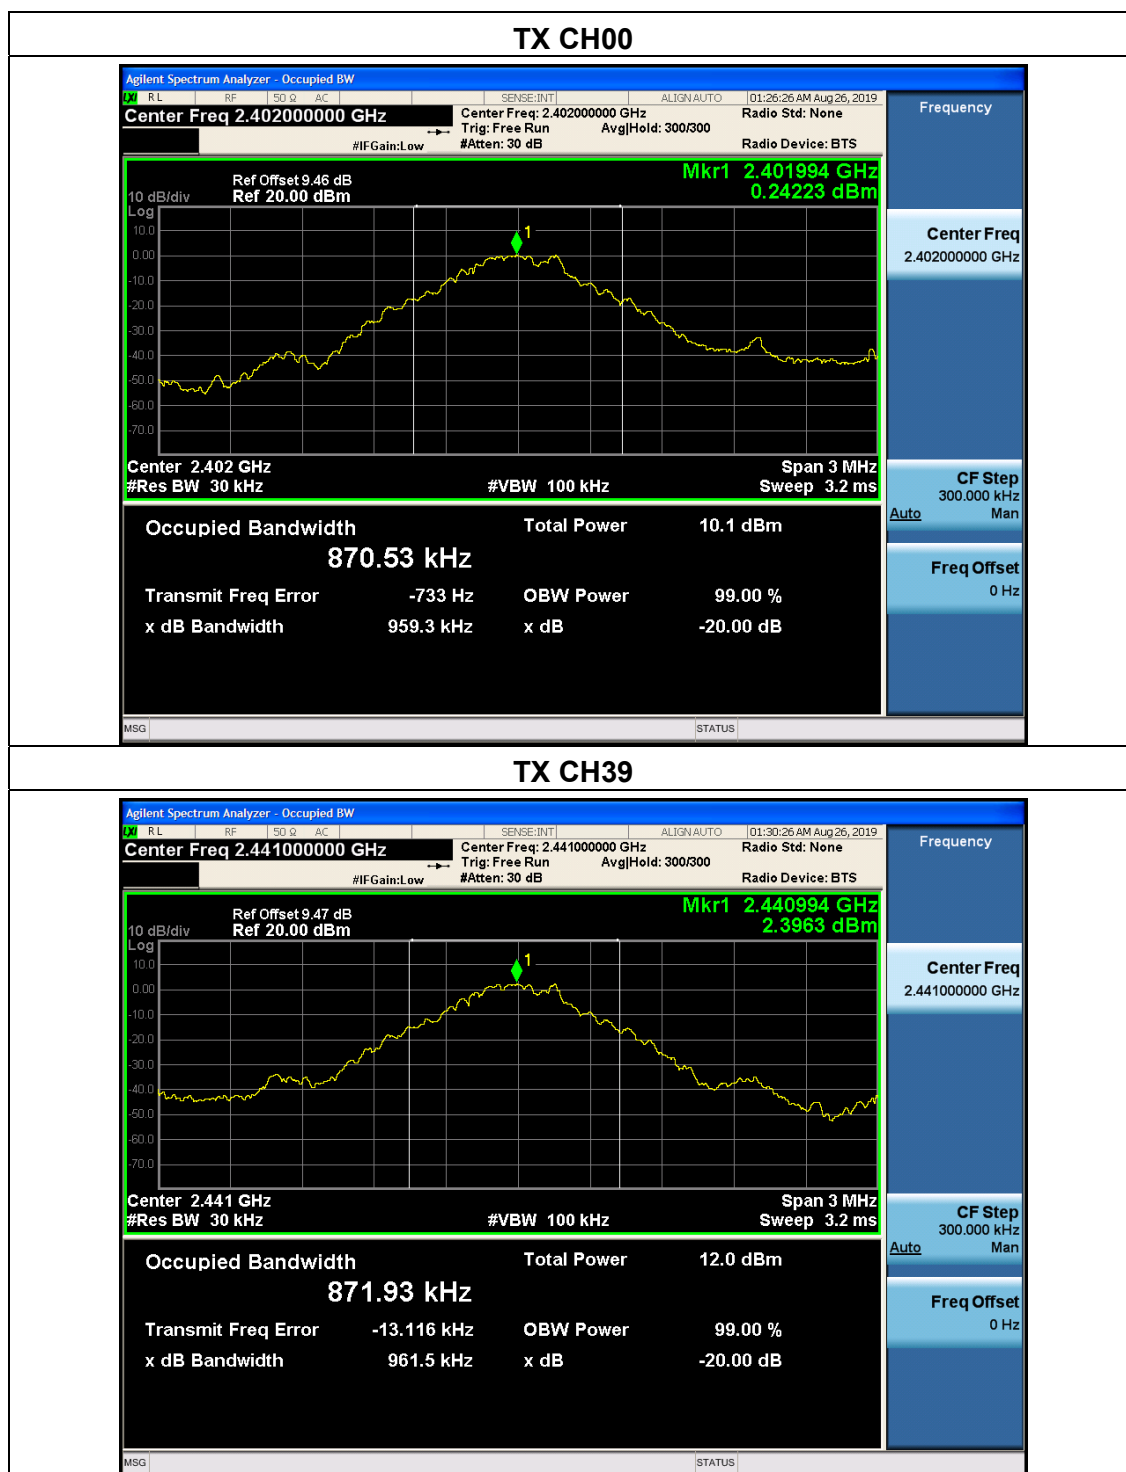 TX CH00
Agilent Spectrum Analyzer - Occupied BW
LXI RL RF 50 Ω AC SENSE:INT ALIGN AUTO 01:26:26 AM Aug 26, 2019
Center Freq 2.402000000 GHz
Center Freq: 2.402000000 GHz Radio Std: None
Trig: Free Run Avg|Hold: 300/300
#IFGain:Low #Atten: 30 dB Radio Device: BTS
Frequency
Mkr1 2.401994 GHz
0.24223 dBm
Ref Offset 9.46 dB
10 dB/div Ref 20.00 dBm
Log
10.0
0.00
-10.0
-20.0
-30.0
-40.0
-50.0
-60.0
-70.0
1
Center 2.402 GHz Span 3 MHz
#Res BW 30 kHz #VBW 100 kHz Sweep 3.2 ms
Center Freq
2.402000000 GHz
CF Step
300.000 kHz
Auto Man
Freq Offset
0 Hz
Occupied Bandwidth Total Power 10.1 dBm
870.53 kHz
Transmit Freq Error -733 Hz OBW Power 99.00 %
x dB Bandwidth 959.3 kHz x dB -20.00 dB
MSG STATUS
TX CH39
Agilent Spectrum Analyzer - Occupied BW
LXI RL RF 50 Ω AC SENSE:INT ALIGN AUTO 01:30:26 AM Aug 26, 2019
Center Freq 2.441000000 GHz
Center Freq: 2.441000000 GHz Radio Std: None
Trig: Free Run Avg|Hold: 300/300
#IFGain:Low #Atten: 30 dB Radio Device: BTS
Frequency
Mkr1 2.440994 GHz
2.3963 dBm
Ref Offset 9.47 dB
10 dB/div Ref 20.00 dBm
Log
10.0
0.00
-10.0
-20.0
-30.0
-40.0
-50.0
-60.0
-70.0
1
Center 2.441 GHz Span 3 MHz
#Res BW 30 kHz #VBW 100 kHz Sweep 3.2 ms
Center Freq
2.441000000 GHz
CF Step
300.000 kHz
Auto Man
Freq Offset
0 Hz
Occupied Bandwidth Total Power 12.0 dBm
871.93 kHz
Transmit Freq Error -13.116 kHz OBW Power 99.00 %
x dB Bandwidth 961.5 kHz x dB -20.00 dB
MSG STATUS